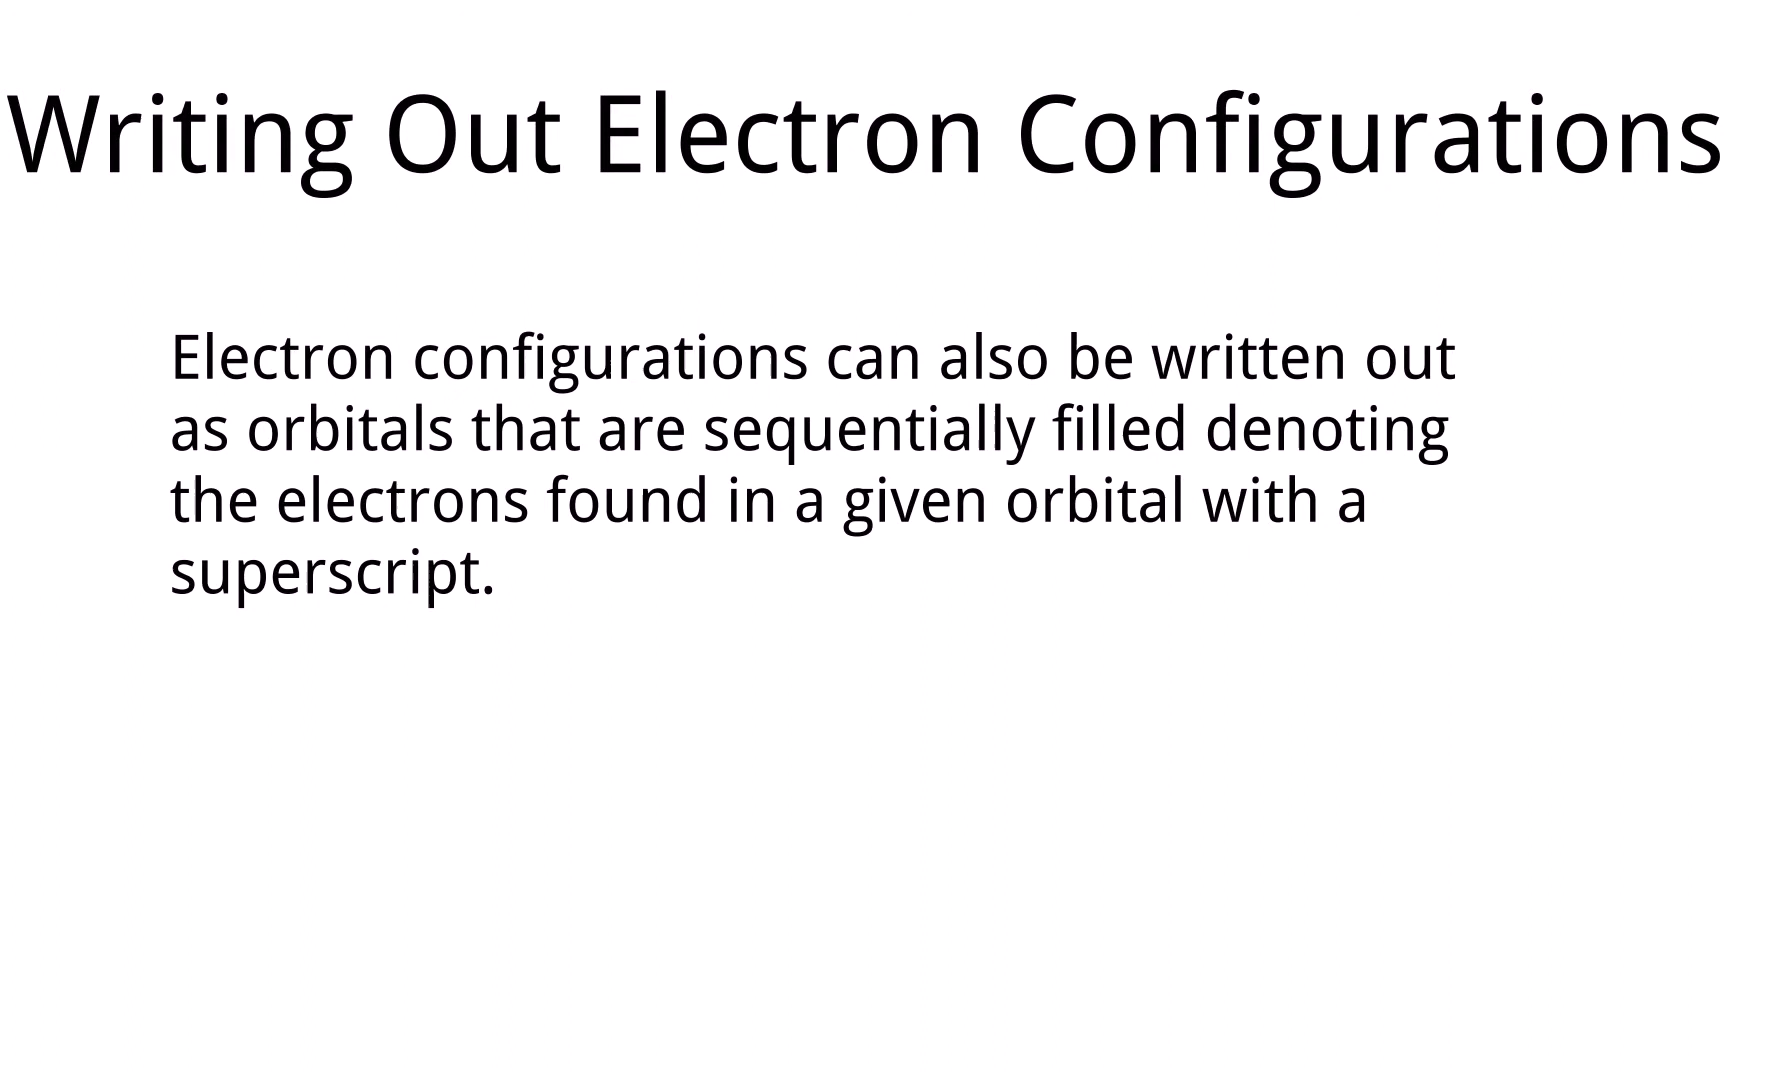 Writing Out Electron Configurations
Electron configurations can also be written out
as orbitals that are sequentially filled denoting
the electrons found in a given orbital with a
superscript.